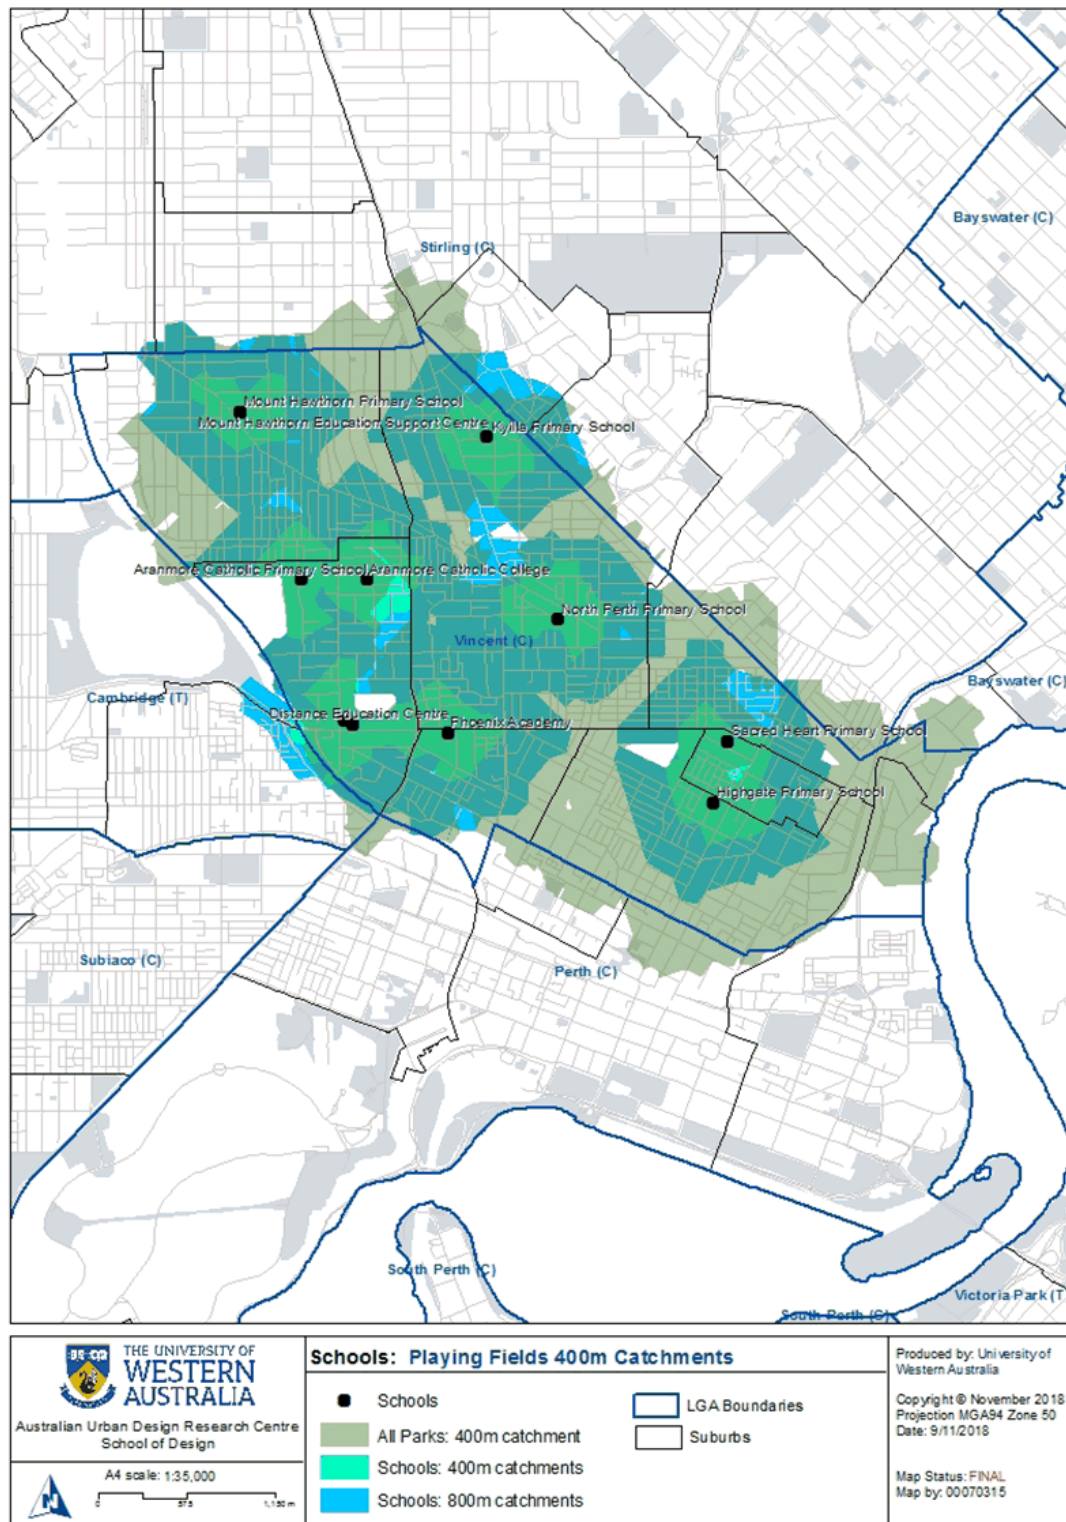 Bayswater (C)
Stirling (C)
Mount Hawthorn Primary School
Mount Hawthorn Education Support Centre
Kyilla Primary School
Aranmore Catholic Primary School
Aranmore Catholic College
North Perth Primary School
Vincent (C)
Bayswater (C)
Cambridge (T)
Distance Education Centre
Phoenix Academy
Sacred Heart Primary School
Highgate Primary School
Subiaco (C)
Perth (C)
South Perth (C)
Victoria Park (T
South Perth (C)
THE UNIVERSITY OF
WESTERN
AUSTRALIA
Australian Urban Design Research Centre
School of Design
N
A4 scale: 1:35,000
0 575 1,150 m
Schools: Playing Fields 400m Catchments
Schools
All Parks: 400m catchment
Schools: 400m catchments
Schools: 800m catchments
LGA Boundaries
Suburbs
Produced by: University of
Western Australia
Copyright © November 2018
Projection MGA94 Zone 50
Date: 9/11/2018
Map Status: FINAL
Map by: 00070315